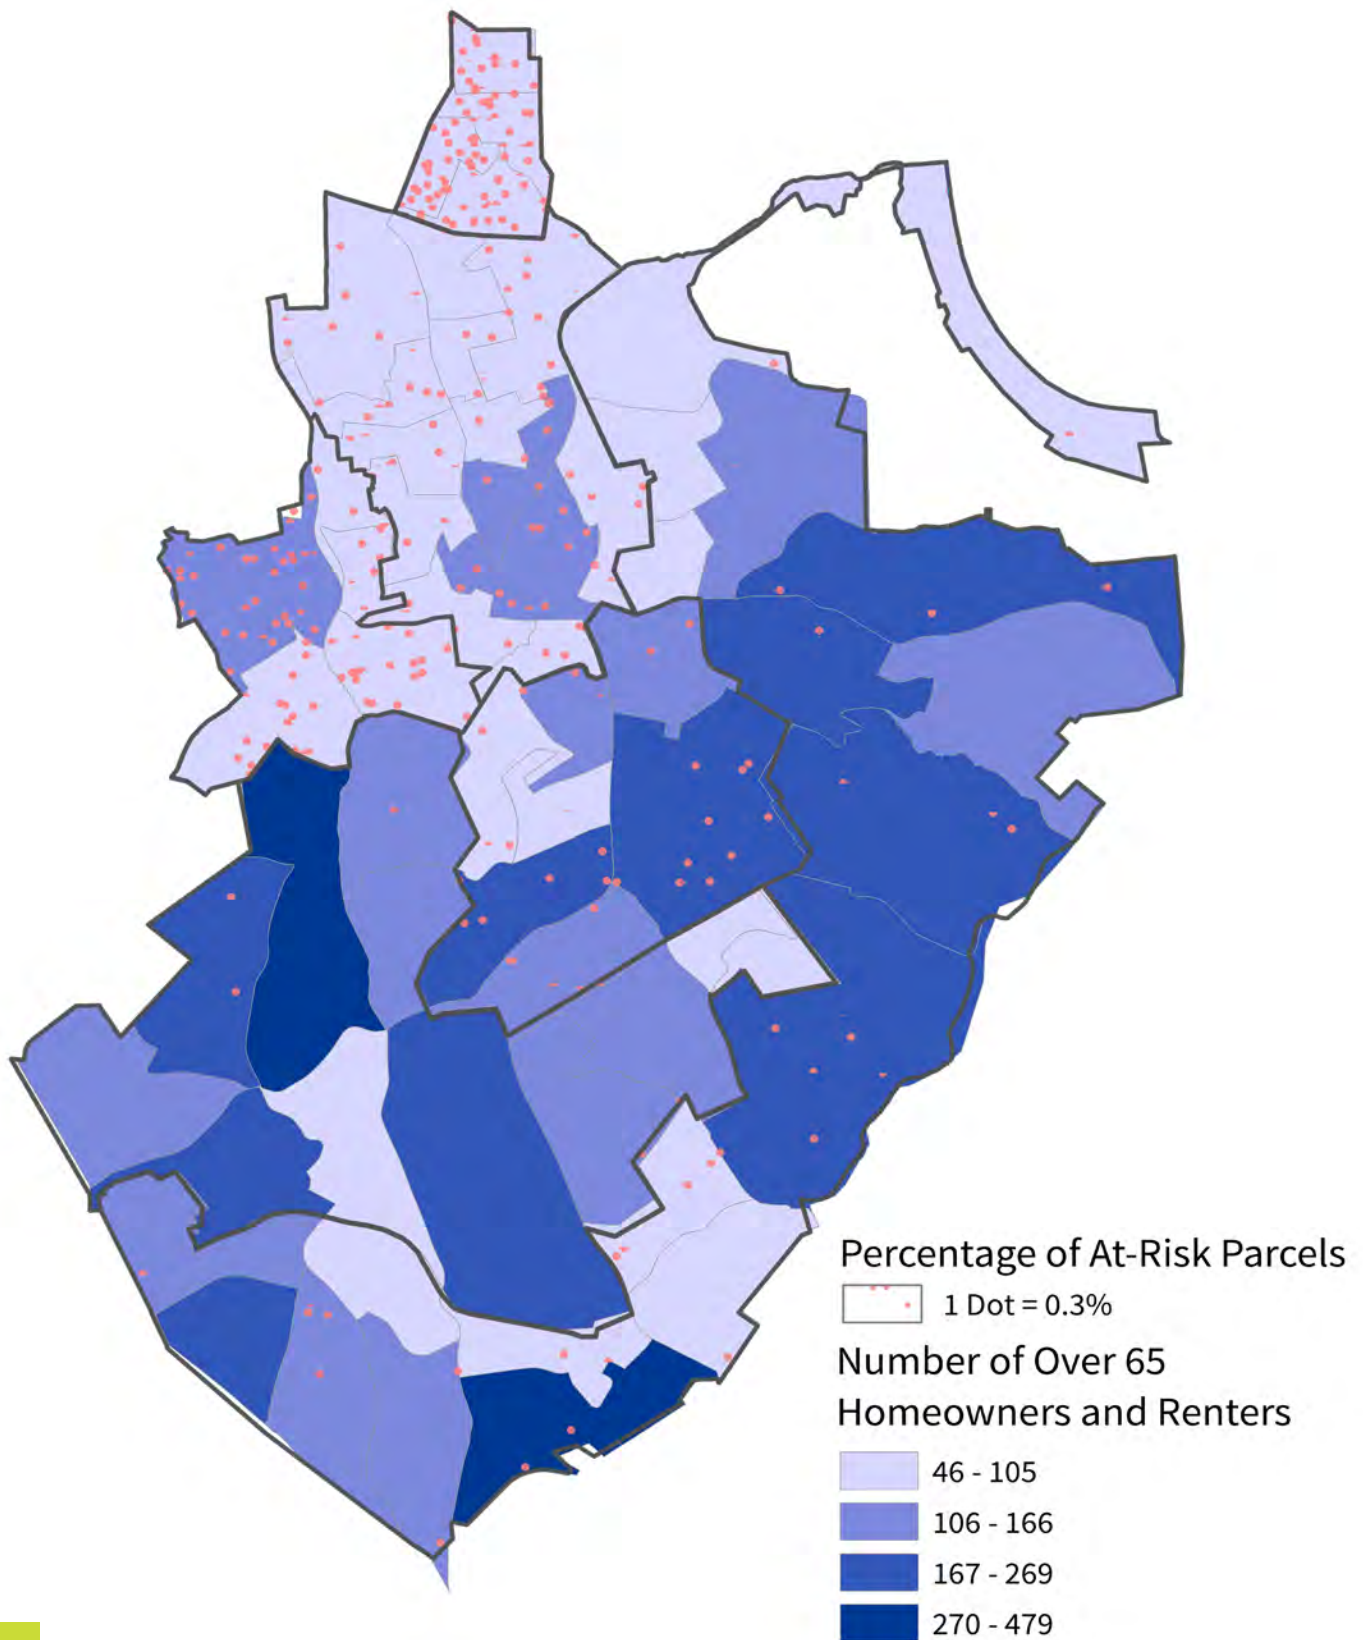 Percentage of At-Risk Parcels
1 Dot = 0.3%
Number of Over 65
Homeowners and Renters
46 - 105
106 - 166
167 - 269
270 - 479